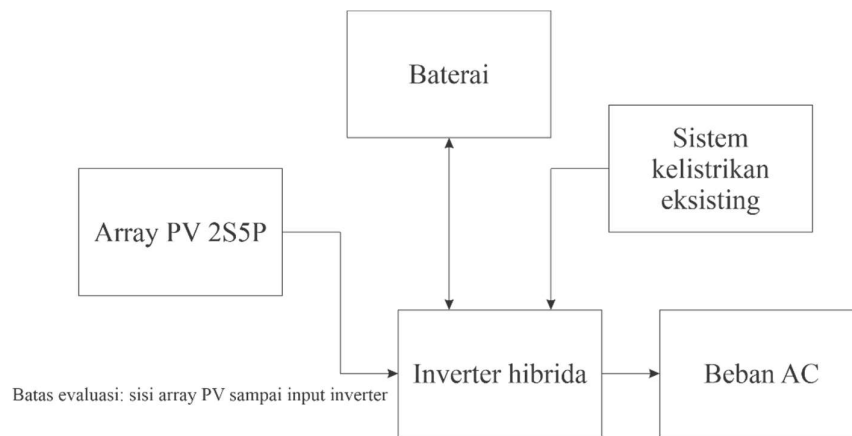 Baterai
Sistem
kelistrikan
eksisting
Array PV 2S5P
Inverter hibrida
Beban AC
Batas evaluasi: sisi array PV sampai input inverter